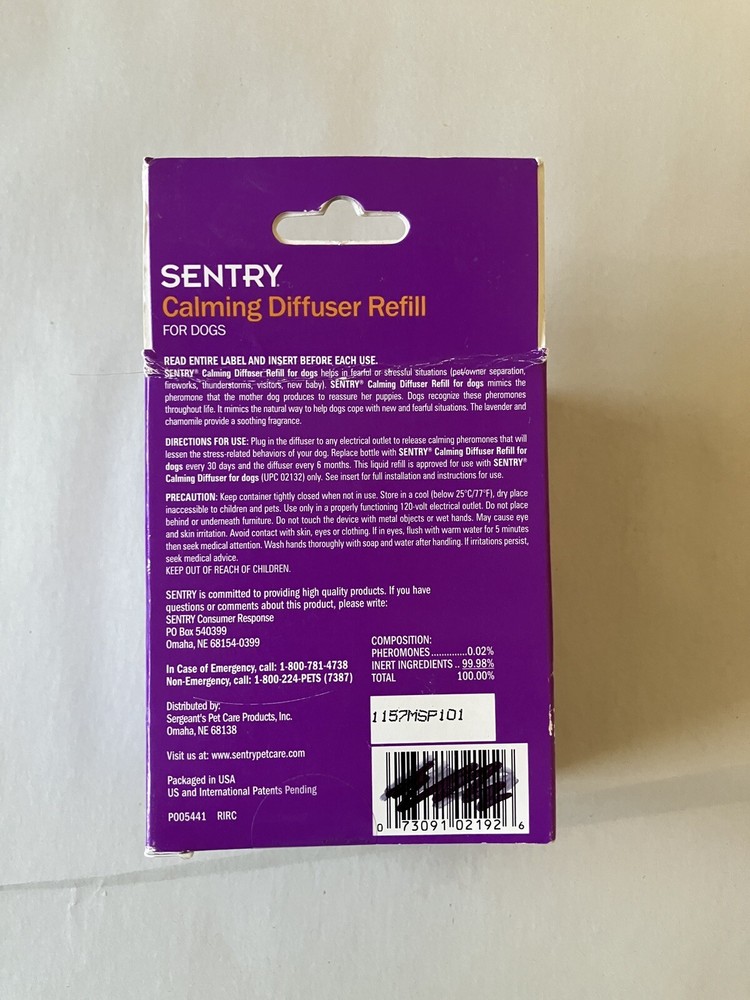 SENTRY®
Calming Diffuser Refill
FOR DOGS
READ ENTIRE LABEL AND INSERT BEFORE EACH USE.
SENTRY® Calming Diffuser Refill for dogs helps in fearful or stressful situations (pet/owner separation,
fireworks, thunderstorms, visitors, new baby). SENTRY® Calming Diffuser Refill for dogs mimics the
pheromone that the mother dog produces to reassure her puppies. Dogs recognize these pheromones
throughout life. It mimics the natural way to help dogs cope with new and fearful situations. The lavender and
chamomile provide a soothing fragrance.
DIRECTIONS FOR USE: Plug in the diffuser to any electrical outlet to release calming pheromones that will
lessen the stress-related behaviors of your dog. Replace bottle with SENTRY® Calming Diffuser Refill for
dogs every 30 days and the diffuser every 6 months. This liquid refill is approved for use with SENTRY®
Calming Diffuser for dogs (UPC 02132) only. See insert for full installation and instructions for use.
PRECAUTION: Keep container tightly closed when not in use. Store in a cool (below 25°C/77°F), dry place
inaccessible to children and pets. Use only in a properly functioning 120-volt electrical outlet. Do not place
behind or underneath furniture. Do not touch the device with metal objects or wet hands. May cause eye
and skin irritation. Avoid contact with skin, eyes or clothing. If in eyes, flush with warm water for 5 minutes
then seek medical attention. Wash hands thoroughly with soap and water after handling. If irritations persist,
seek medical advice.
KEEP OUT OF REACH OF CHILDREN.
SENTRY is committed to providing high quality products. If you have
questions or comments about this product, please write:
SENTRY Consumer Response
PO Box 540399
Omaha, NE 68154-0399
In Case of Emergency, call: 1-800-781-4738
Non-Emergency, call: 1-800-224-PETS (7387)
COMPOSITION:
PHEROMONES.............0.02%
INERT INGREDIENTS .. 99.98%
TOTAL 100.00%
Distributed by:
Sergeant's Pet Care Products, Inc.
Omaha, NE 68138
Visit us at: www.sentrypetcare.com
Packaged in USA
US and International Patents Pending
P005441 RIRC
1157MSP101
0 73091 02192 6